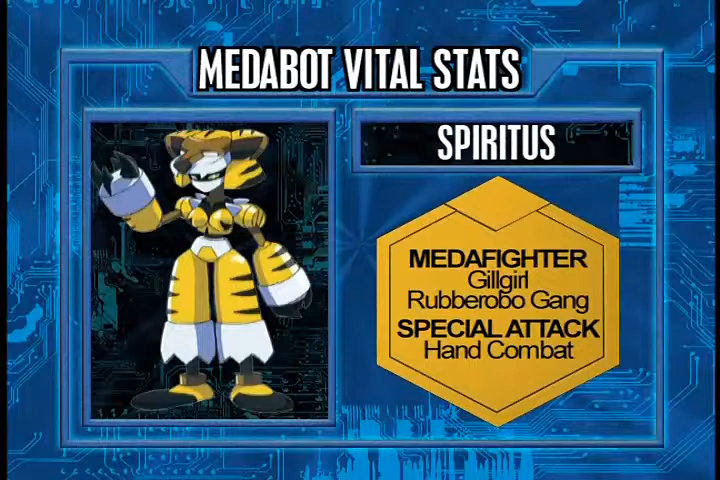 MEDABOT VITAL STATS
SPIRITUS
MEDAFIGHTER
Gillgirl
Rubberobo Gang
SPECIAL ATTACK
Hand Combat